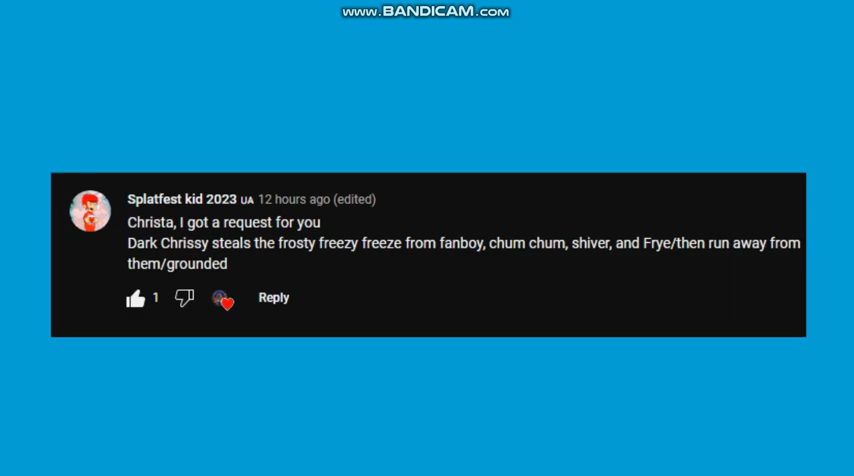 www.BANDICAM.com
Splatfest kid 2023 UA 12 hours ago (edited)
Christa, I got a request for you
Dark Chrissy steals the frosty freezy freeze from fanboy, chum chum, shiver, and Frye/then run away from
them/grounded
1 Reply